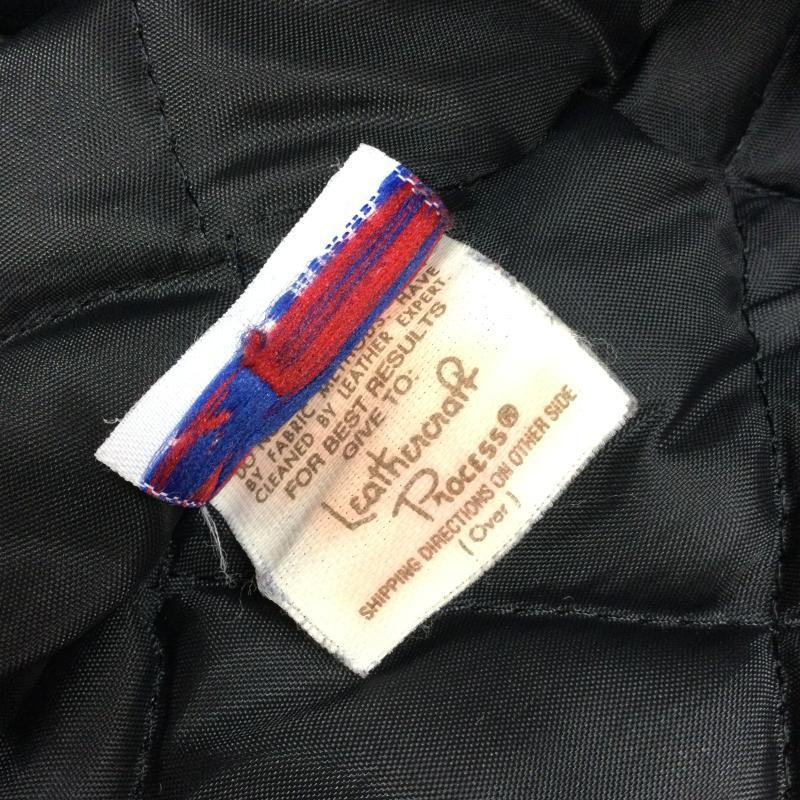 BY FABRIC METHODS. HAVE
CLEANED BY LEATHER EXPERT
FOR BEST RESULTS
GIVE TO:
Leathercraft
Process®
SHIPPING DIRECTIONS ON OTHER SIDE
(Over)